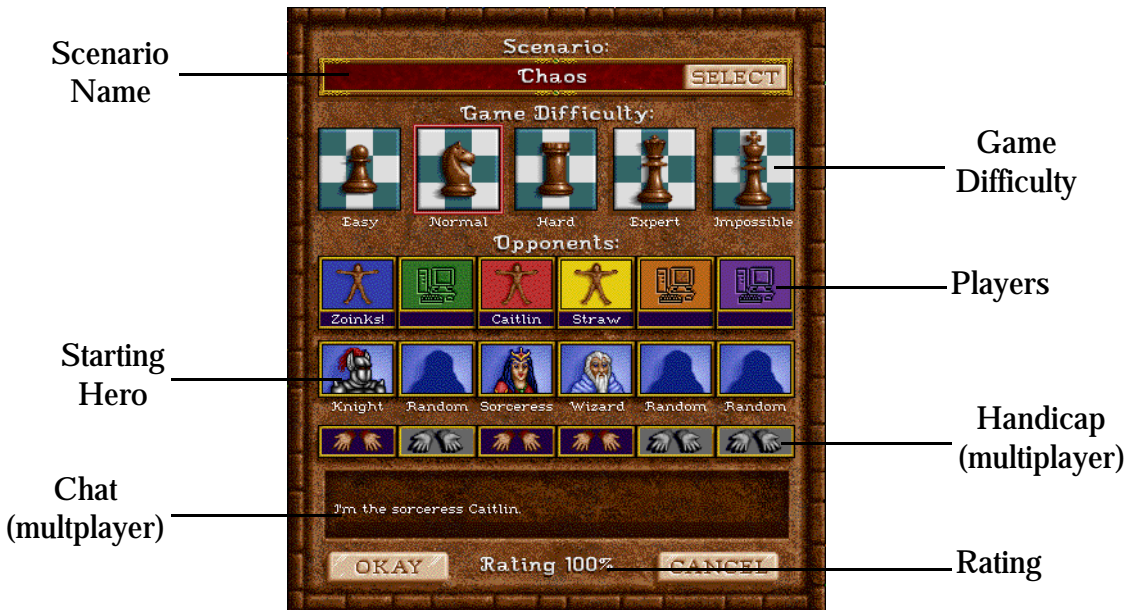 Scenario
Name
Scenario:
Chaos SELECT
Game Difficulty:
Easy Normal Hard Expert Impossible
Game
Difficulty
Opponents:
Zoinks! Caitlin Straw
Players
Starting
Hero
Knight Random Sorceress Wizard Random Random
Handicap
(multiplayer)
Chat
(multplayer)
I'm the sorceress Caitlin.
OKAY Rating 100% CANCEL
Rating